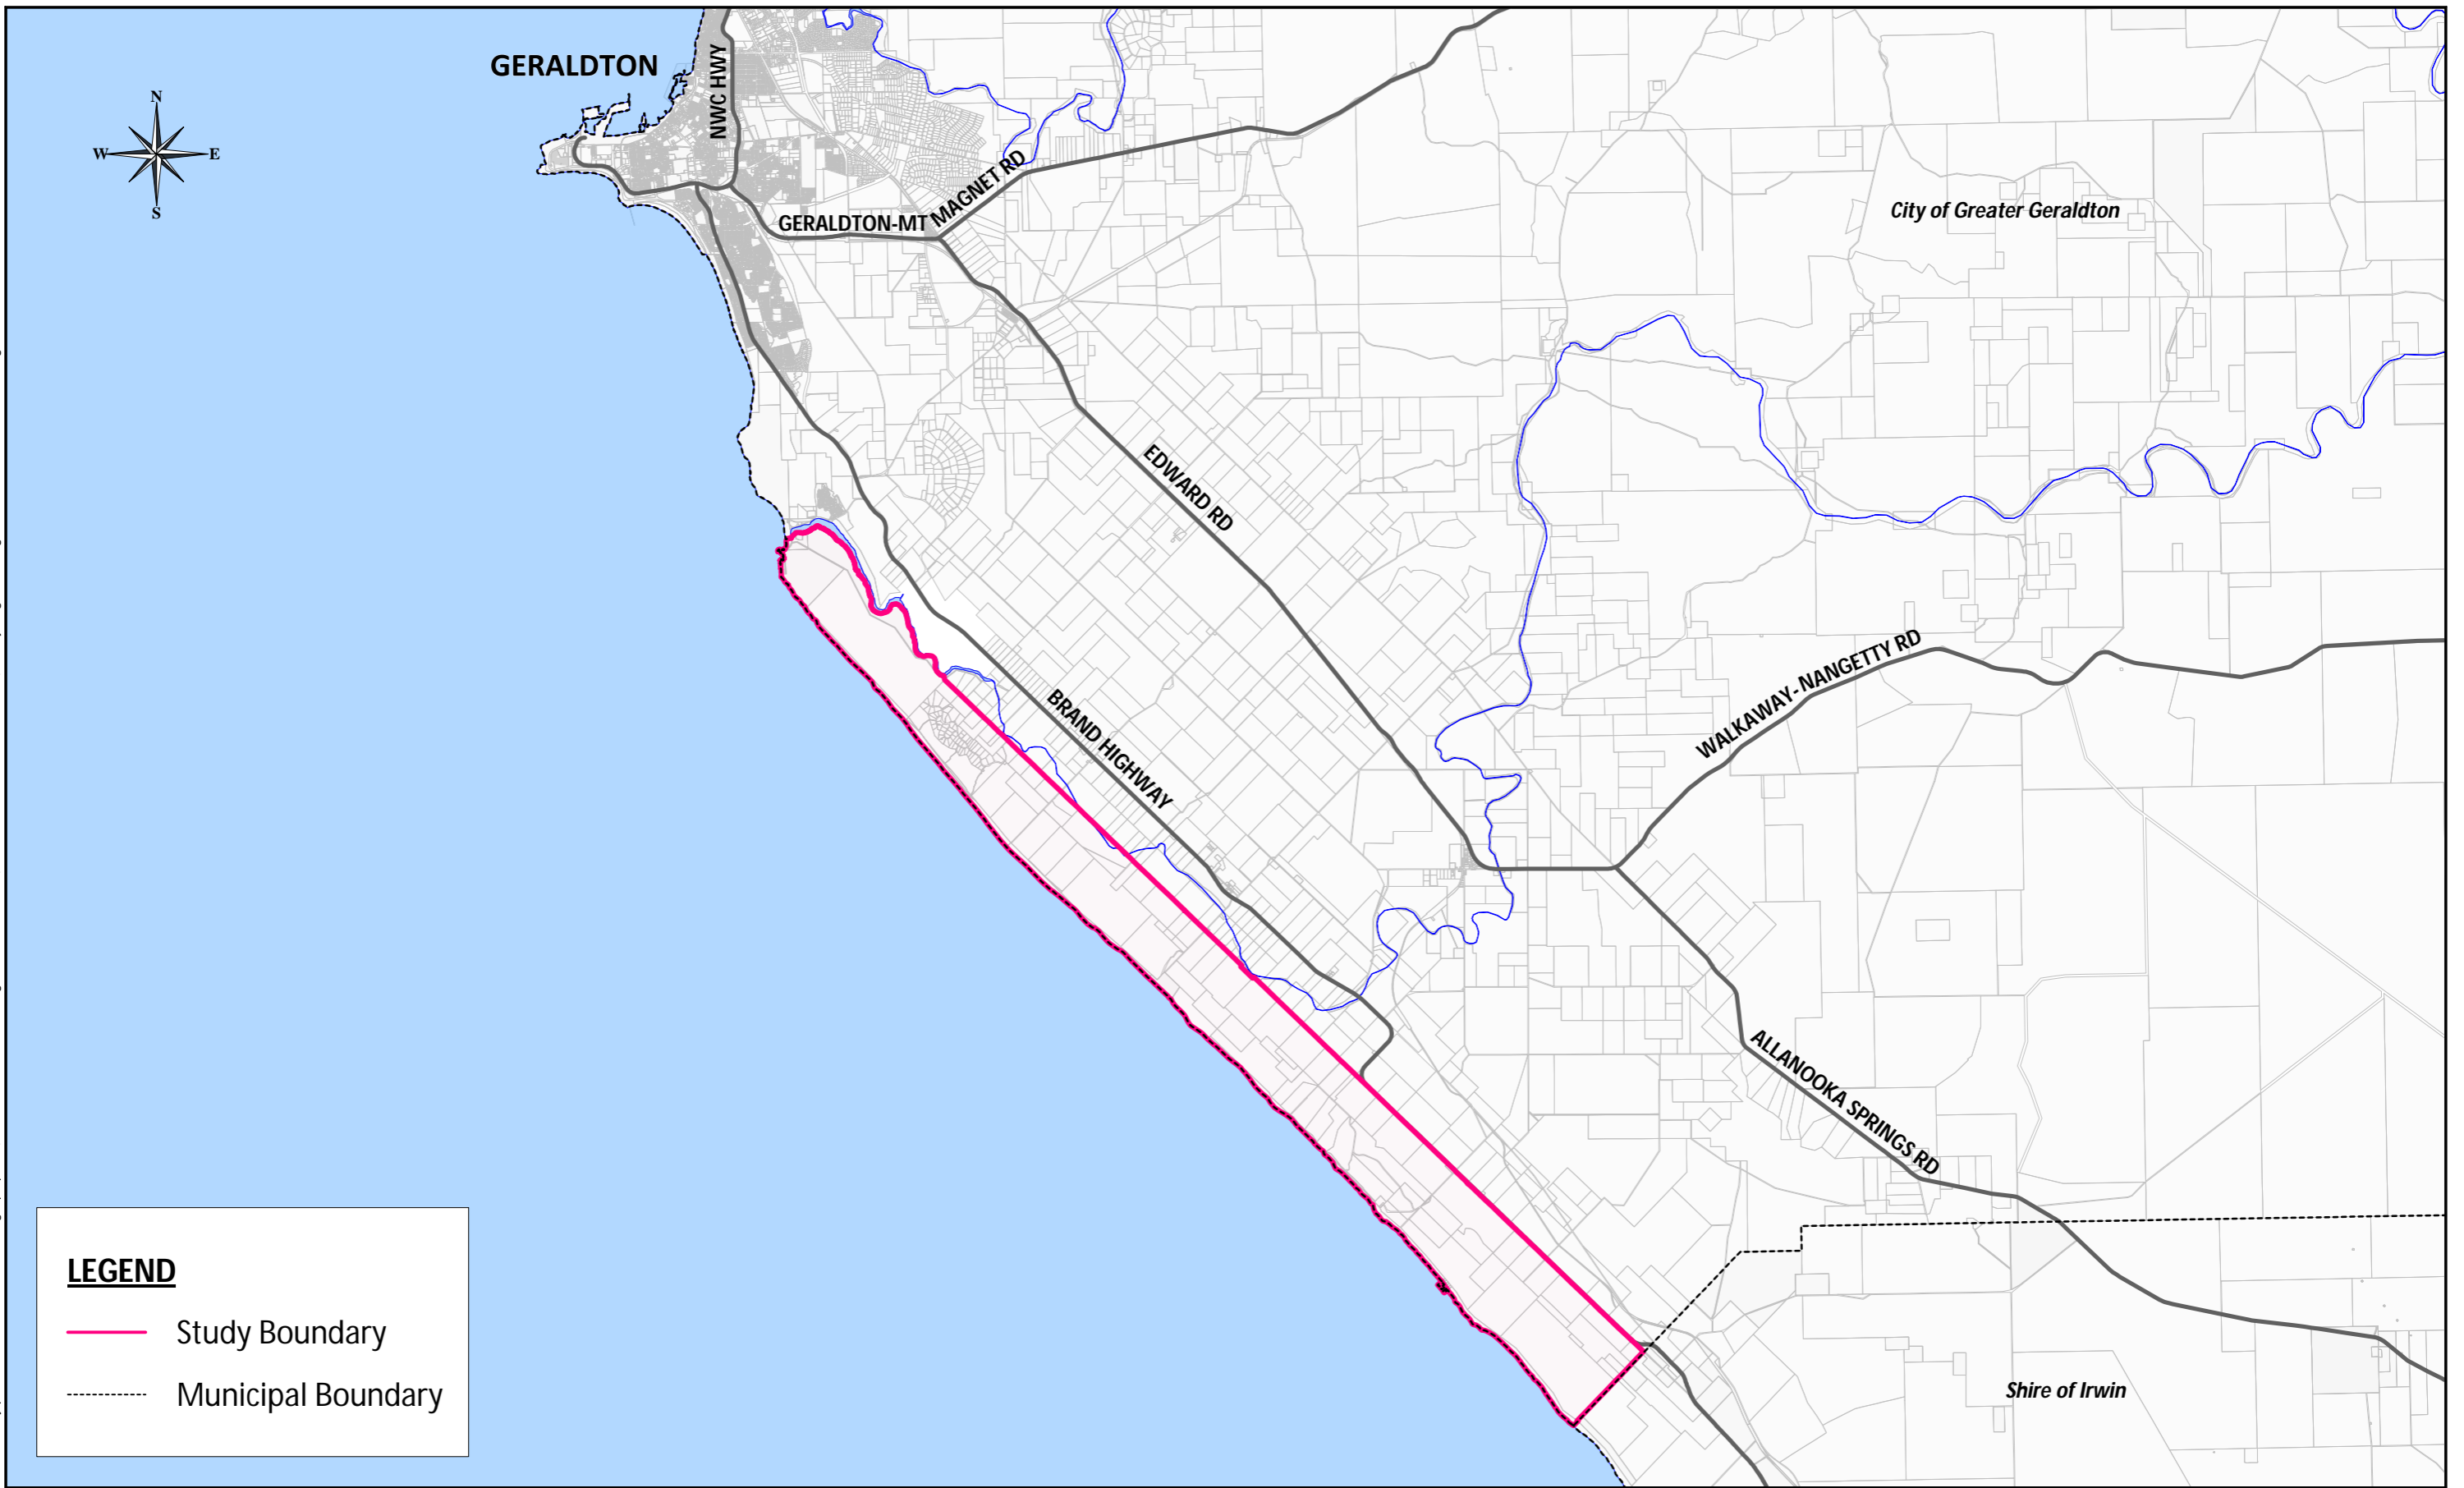 GERALDTON
NWC HWY
N
W
E
S
GERALDTON-MT MAGNET RD
City of Greater Geraldton
EDWARD RD
WALKAWAY-NANGETTY RD
BRAND HIGHWAY
ALLANOOKA SPRINGS RD
Shire of Irwin
LEGEND
Study Boundary
Municipal Boundary